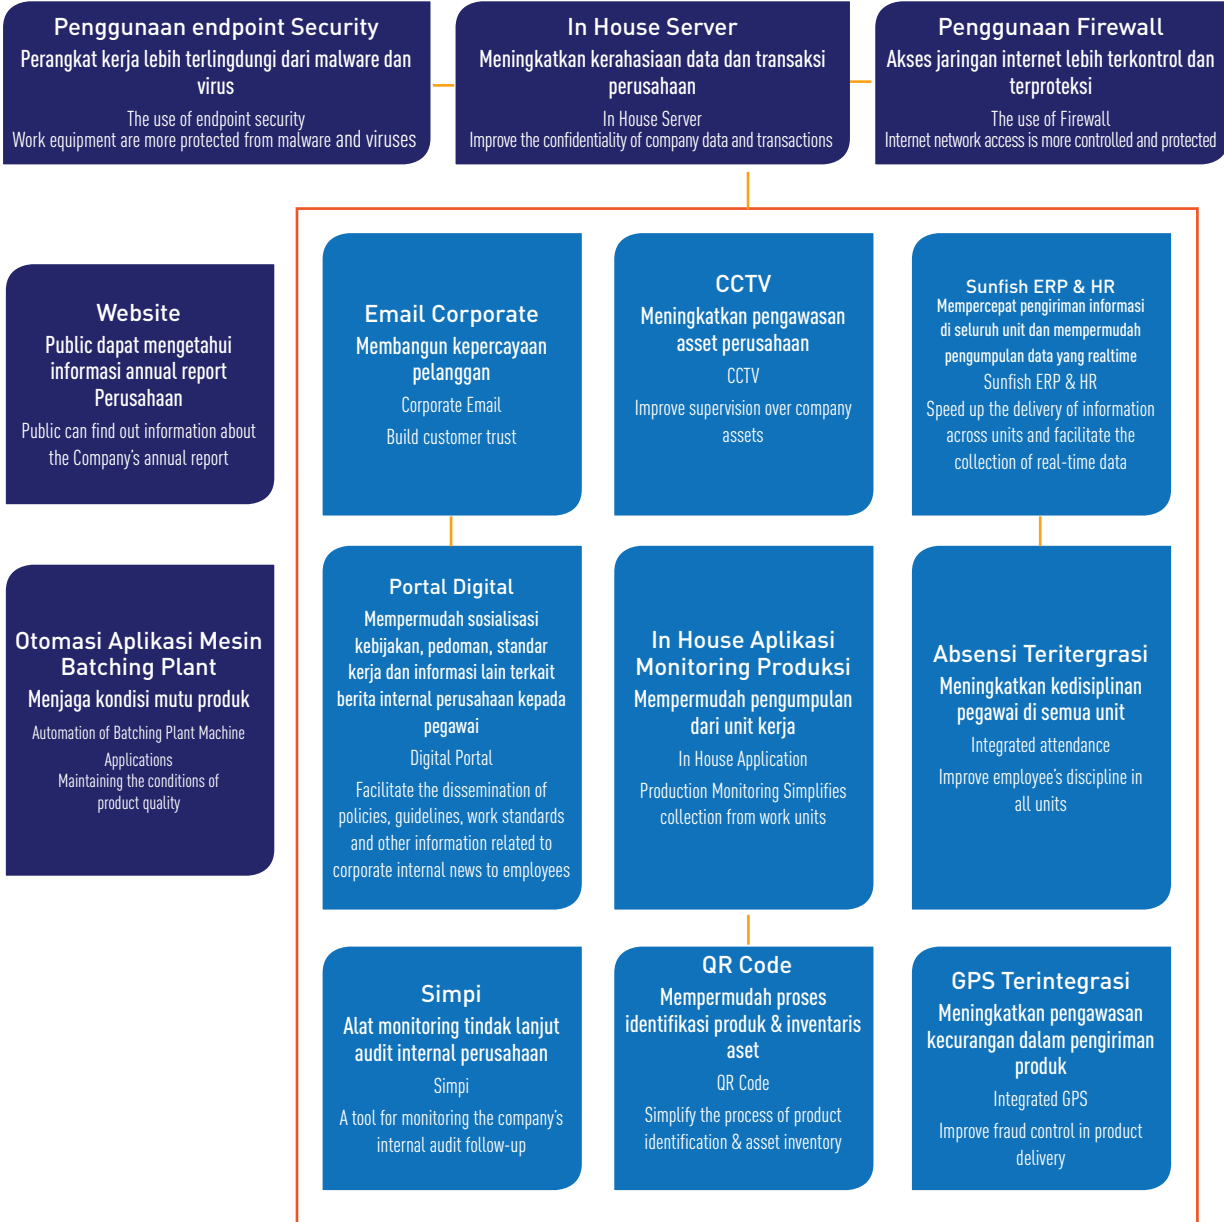 Penggunaan endpoint Security
Perangkat kerja lebih terlindungi dari malware dan
virus
The use of endpoint security
Work equipment are more protected from malware and viruses
In House Server
Meningkatkan kerahasiaan data dan transaksi
perusahaan
In House Server
Improve the confidentiality of company data and transactions
Penggunaan Firewall
Akses jaringan internet lebih terkontrol dan
terproteksi
The use of Firewall
Internet network access is more controlled and protected
Website
Public dapat mengetahui
informasi annual report
Perusahaan
Public can find out information about
the Company's annual report
Email Corporate
Membangun kepercayaan
pelanggan
Corporate Email
Build customer trust
CCTV
Meningkatkan pengawasan
asset perusahaan
CCTV
Improve supervision over company
assets
Sunfish ERP & HR
Mempercepat pengiriman informasi
di seluruh unit dan mempermudah
pengumpulan data yang realtime
Sunfish ERP & HR
Speed up the delivery of information
across units and facilitate the
collection of real-time data
Otomasi Aplikasi Mesin
Batching Plant
Menjaga kondisi mutu produk
Automation of Batching Plant Machine
Applications
Maintaining the conditions of
product quality
Portal Digital
Mempermudah sosialisasi
kebijakan, pedoman, standar
kerja dan informasi lain terkait
berita internal perusahaan kepada
pegawai
Digital Portal
Facilitate the dissemination of
policies, guidelines, work standards
and other information related to
corporate internal news to employees
In House Aplikasi
Monitoring Produksi
Mempermudah pengumpulan
dari unit kerja
In House Application
Production Monitoring Simplifies
collection from work units
Absensi Teritergrasi
Meningkatkan kedisiplinan
pegawai di semua unit
Integrated attendance
Improve employee's discipline in
all units
Simpi
Alat monitoring tindak lanjut
audit internal perusahaan
Simpi
A tool for monitoring the company's
internal audit follow-up
QR Code
Mempermudah proses
identifikasi produk & inventaris
aset
QR Code
Simplify the process of product
identification & asset inventory
GPS Terintegrasi
Meningkatkan pengawasan
kecurangan dalam pengiriman
produk
Integrated GPS
Improve fraud control in product
delivery